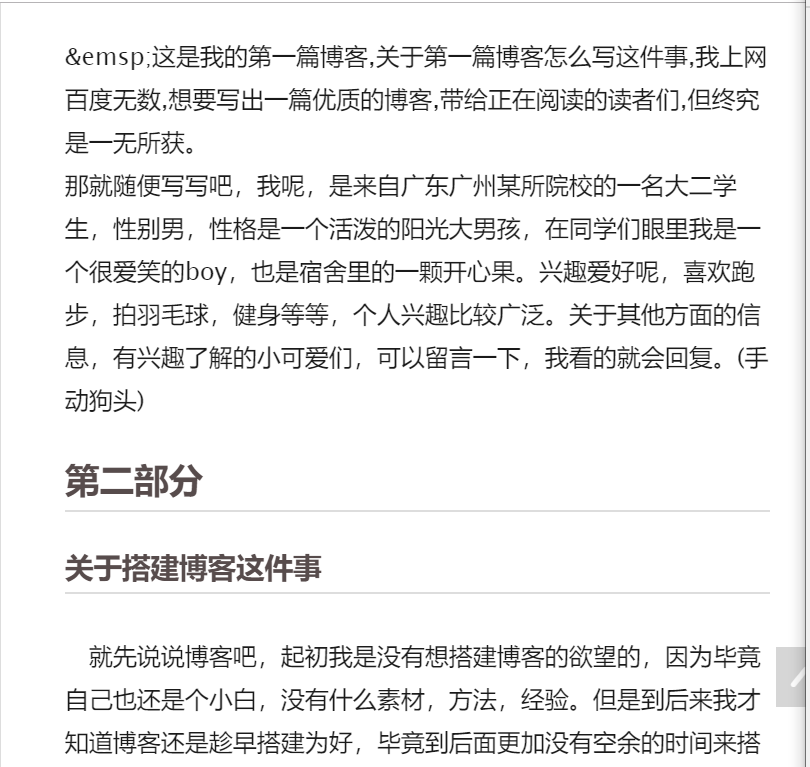 &emsp;这是我的第一篇博客,关于第一篇博客怎么写这件事,我上网
百度无数,想要写出一篇优质的博客,带给正在阅读的读者们,但终究
是一无所获。
那就随便写写吧，我呢，是来自广东广州某所院校的一名大二学
生，性别男，性格是一个活泼的阳光大男孩，在同学们眼里我是一
个很爱笑的boy，也是宿舍里的一颗开心果。兴趣爱好呢，喜欢跑
步，拍羽毛球，健身等等，个人兴趣比较广泛。关于其他方面的信
息，有兴趣了解的小可爱们，可以留言一下，我看的就会回复。(手
动狗头)
第二部分
关于搭建博客这件事
就先说说博客吧，起初我是没有想搭建博客的欲望的，因为毕竟
自己也还是个小白，没有什么素材，方法，经验。但是到后来我才
知道博客还是趁早搭建为好，毕竟到后面更加没有空余的时间来搭